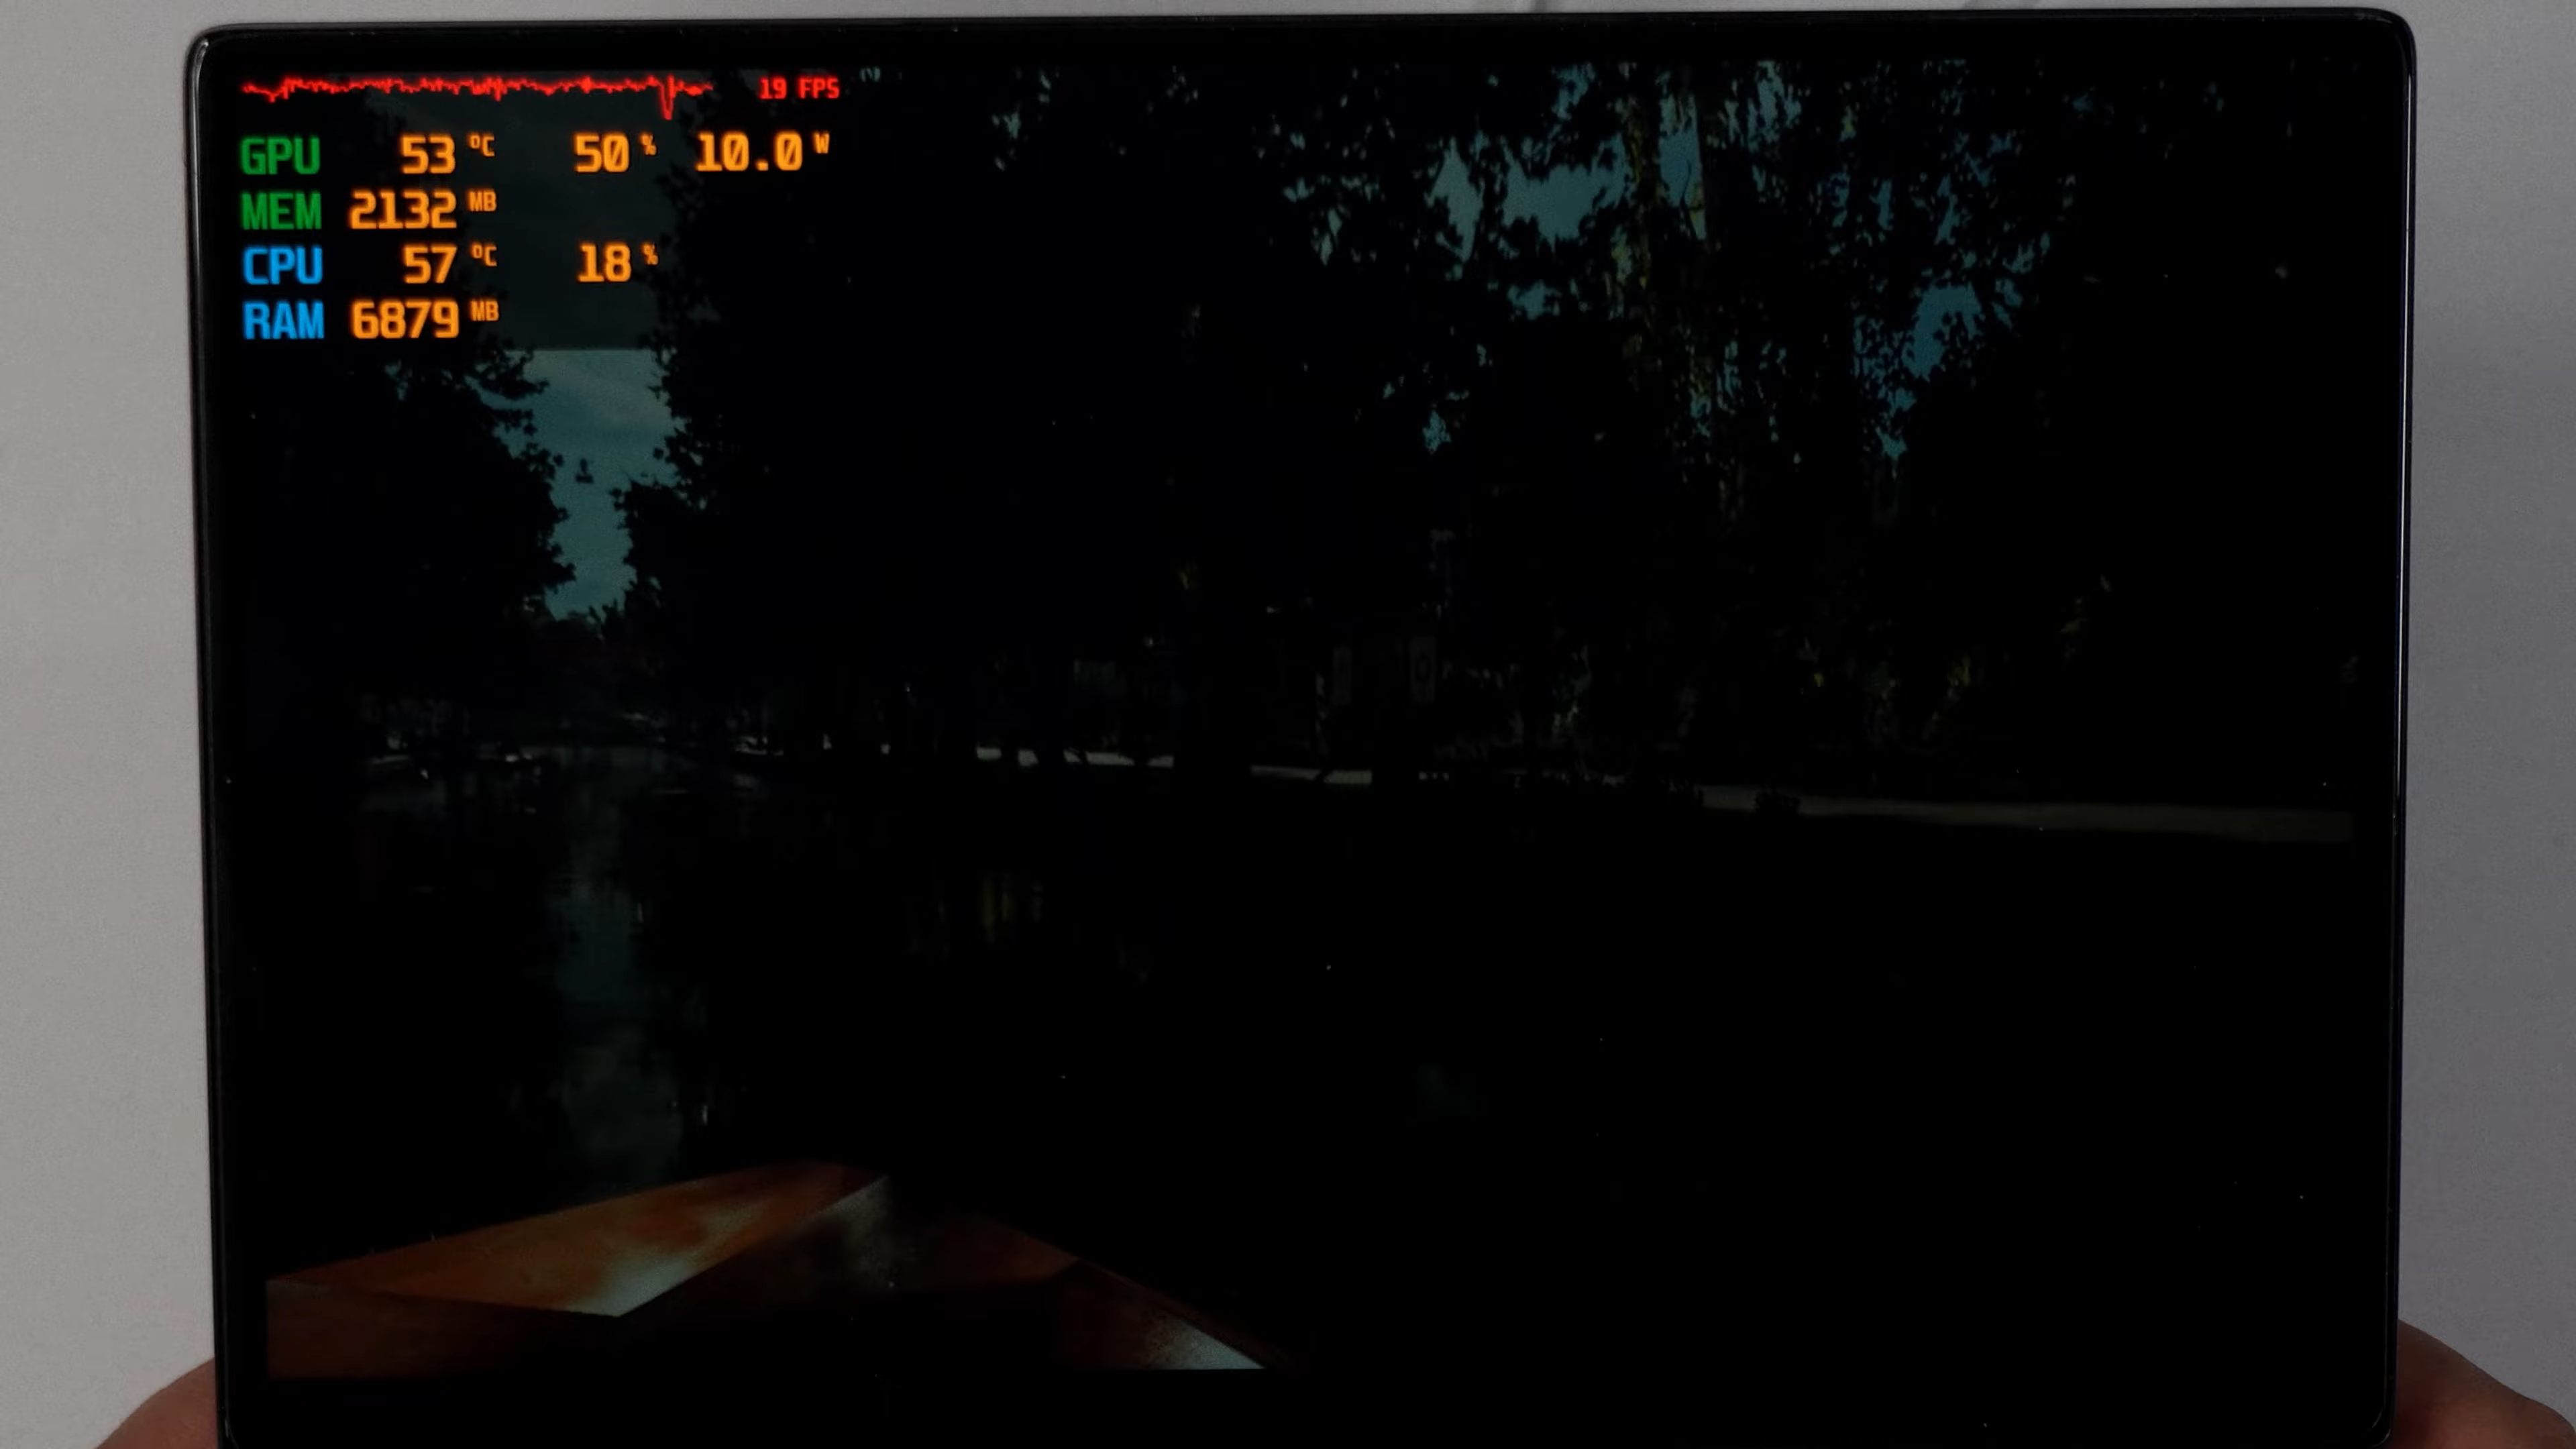 19 FPS
GPU 53 °C 50 % 10.0 W
MEM 2132 MB
CPU 57 °C 18 %
RAM 6879 MB